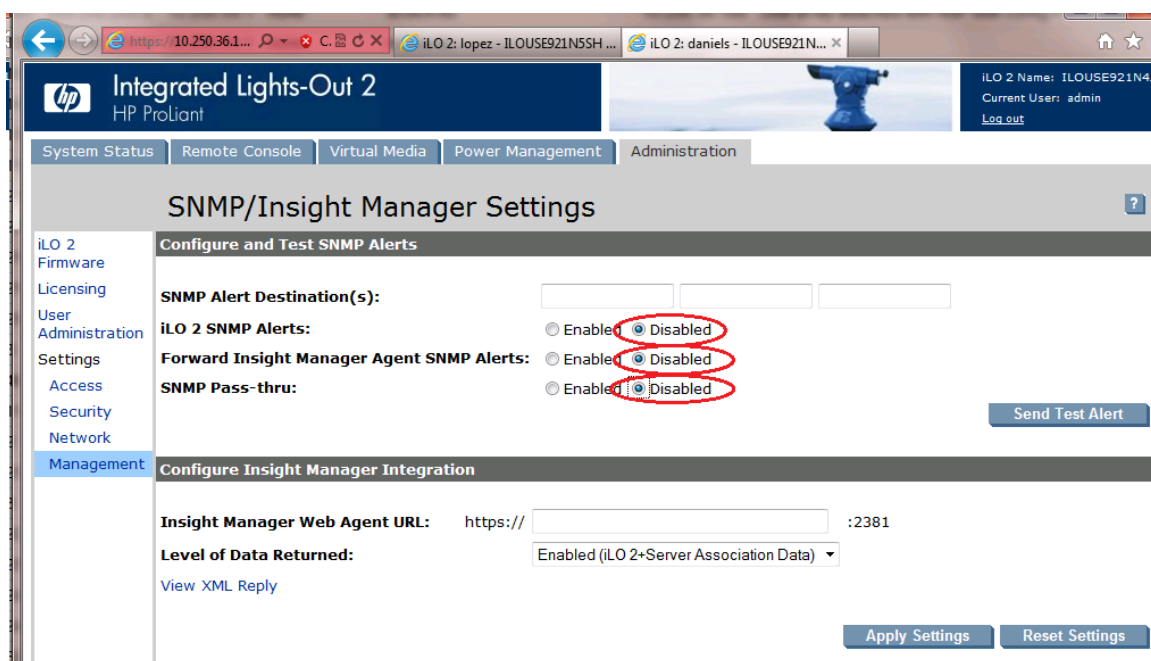 https://10.250.36.1... C. iLO 2: lopez - ILOUSE921N5SH ... iLO 2: daniels - ILOUSE921N...
hp
Integrated Lights-Out 2
HP ProLiant
iLO 2 Name: ILOUSE921N4
Current User: admin
Log out
System Status Remote Console Virtual Media Power Management Administration
SNMP/Insight Manager Settings ?
iLO 2
Firmware
Licensing
User
Administration
Settings
Access
Security
Network
Management
Configure and Test SNMP Alerts
SNMP Alert Destination(s):
iLO 2 SNMP Alerts: Enabled Disabled
Forward Insight Manager Agent SNMP Alerts: Enabled Disabled
SNMP Pass-thru: Enabled Disabled
Send Test Alert
Configure Insight Manager Integration
Insight Manager Web Agent URL: https:// :2381
Level of Data Returned: Enabled (iLO 2+Server Association Data)
View XML Reply
Apply Settings Reset Settings